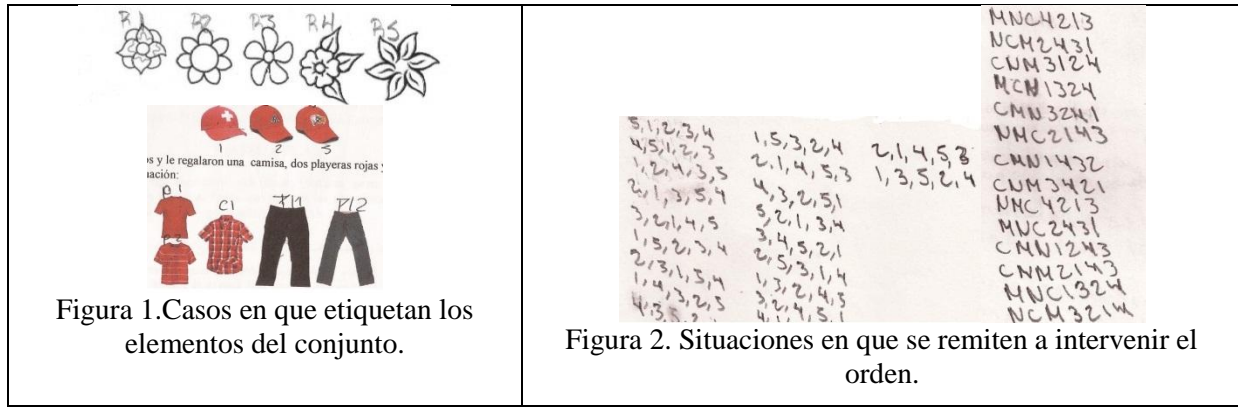 R1 R2 R3 R4 R5
1 2
os y le regalaron una camisa, dos playeras rojas y
uación:
C1 P/2
Figura 1.Casos en que etiquetan los
elementos del conjunto.
5,1,2,3,4
4,5,1,2,3
1,2,4,3,5
2,1,3,5,4
3,2,1,4,5
1,5,2,3,4
2,3,1,5,4
1,4,3,2,5
1,5,3,2,4
2,1,4,5,3
4,3,2,5,1
5,2,1,3,4
3,4,5,2,1
2,5,3,1,4
1,3,2,4,5
3,2,4,5,1
2,1,4,5,3
1,3,5,2,4
MNC4213
NCM2431
CNM3124
MCN1324
CMN3241
NMC2143
CMN1432
CNM3421
NMC4213
MNC2431
CMN1243
CNM2143
MNC1324
NCM3214
Figura 2. Situaciones en que se remiten a intervenir el
orden.